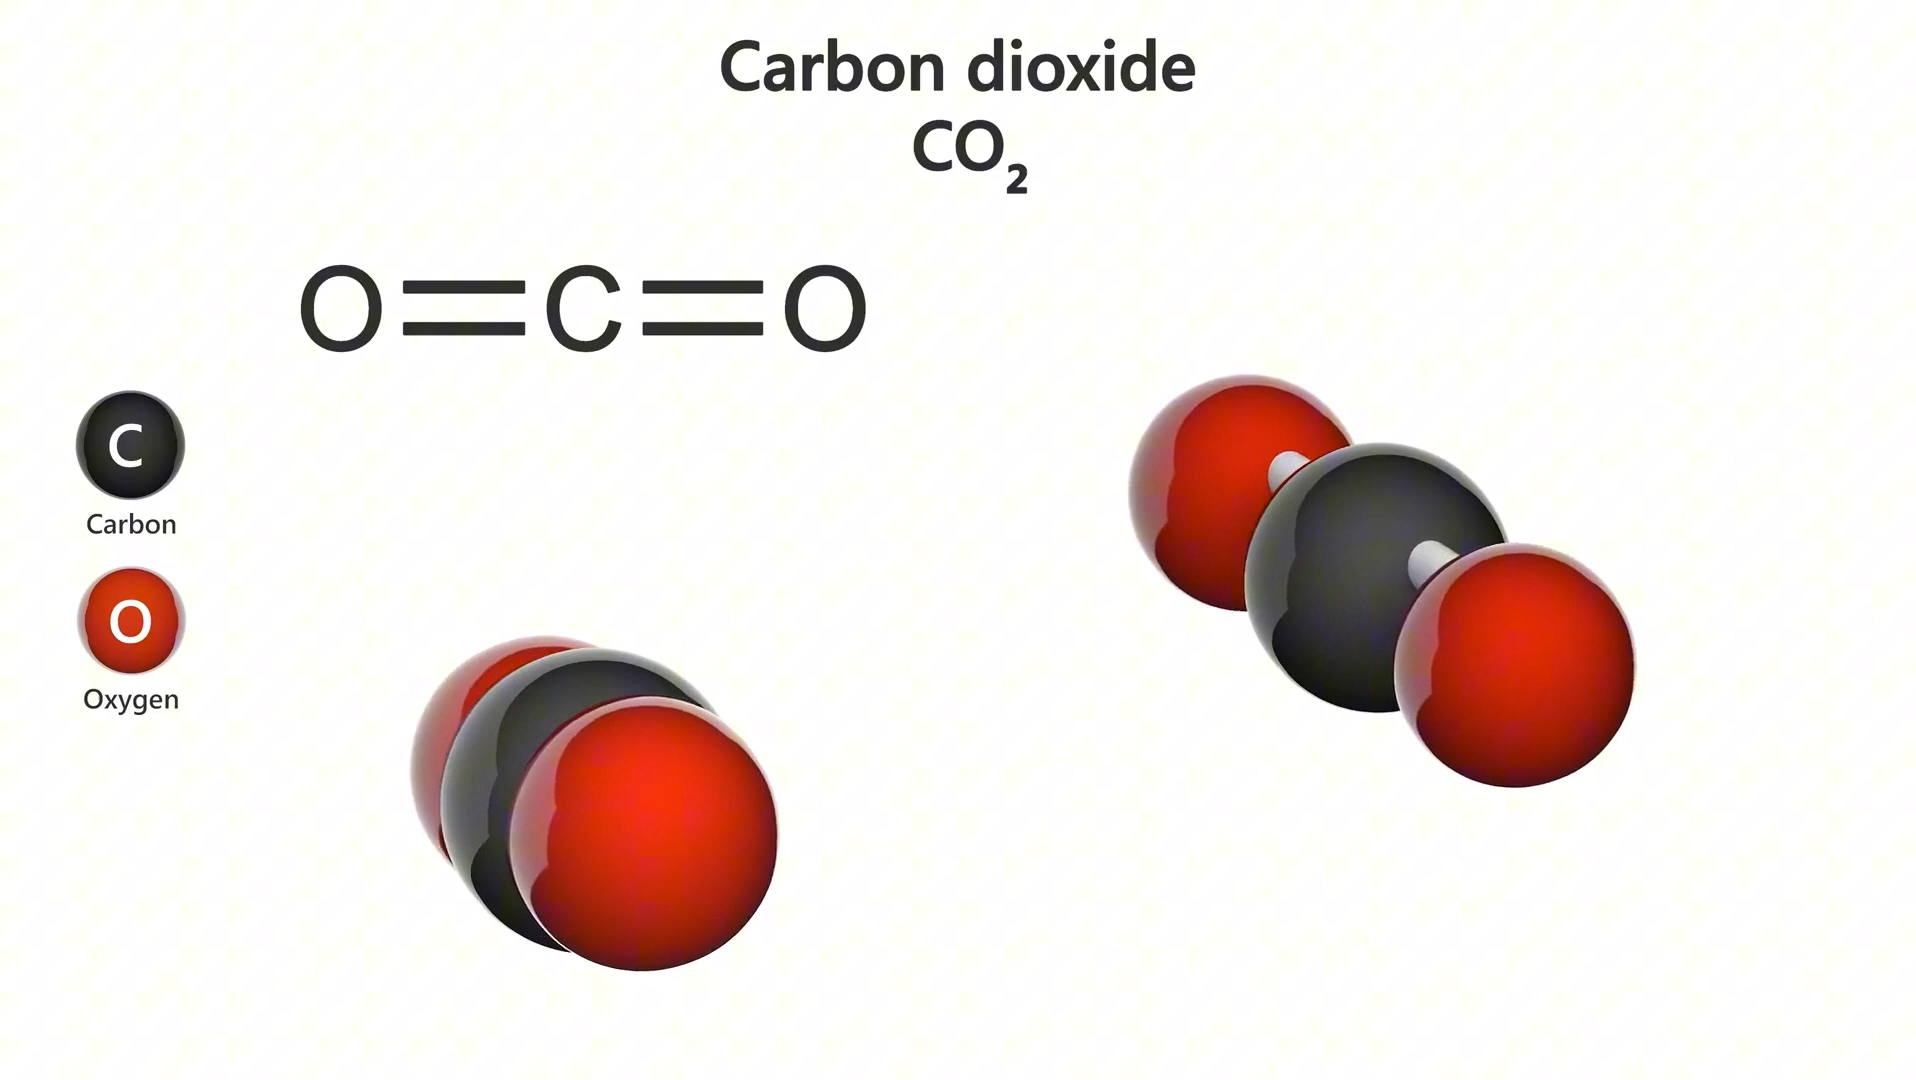 Carbon dioxide
CO₂
O=C=O
C
Carbon
O
Oxygen